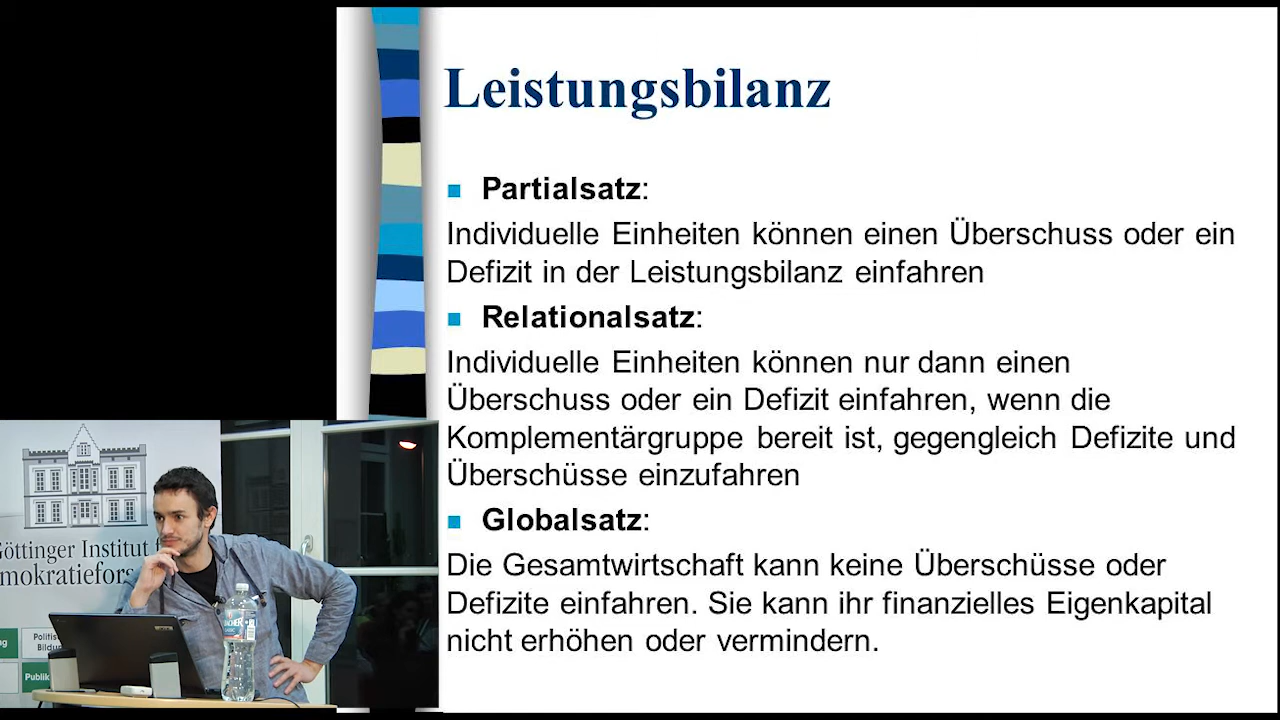 Leistungsbilanz
Partialsatz:
Individuelle Einheiten können einen Überschuss oder ein
Defizit in der Leistungsbilanz einfahren
Relationalsatz:
Individuelle Einheiten können nur dann einen
Überschuss oder ein Defizit einfahren, wenn die
Komplementärgruppe bereit ist, gegengleich Defizite und
Überschüsse einzufahren
Globalsatz:
Die Gesamtwirtschaft kann keine Überschüsse oder
Defizite einfahren. Sie kann ihr finanzielles Eigenkapital
nicht erhöhen oder vermindern.
Göttinger Institut